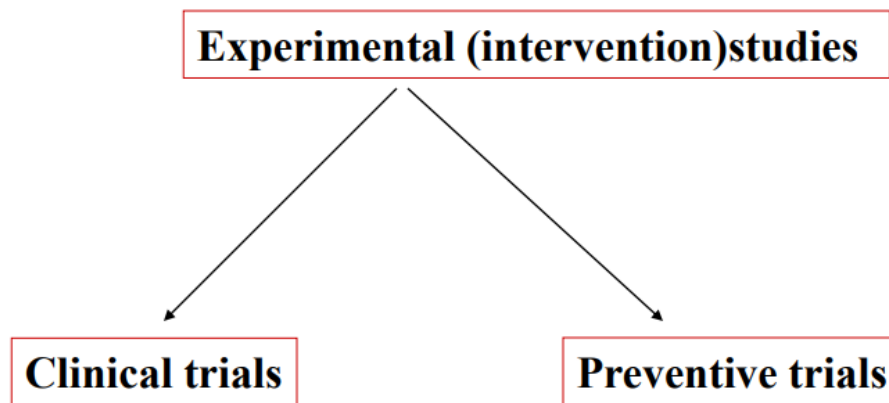 Experimental (intervention)studies
Clinical trials
Preventive trials